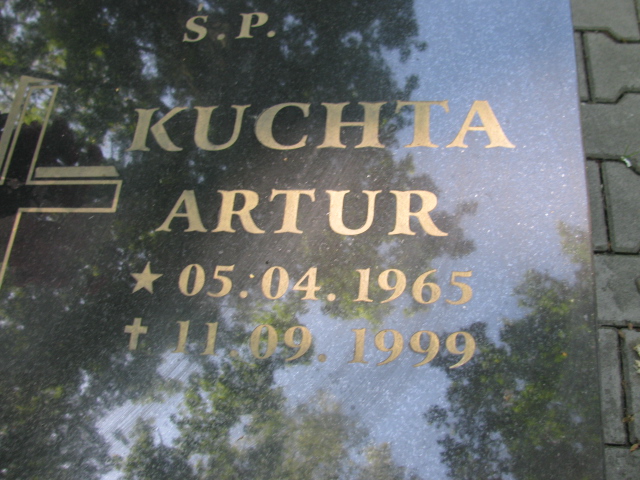 Ś.P.
KUCHTA
ARTUR
★ 05.04.1965
✝ 11.09.1999